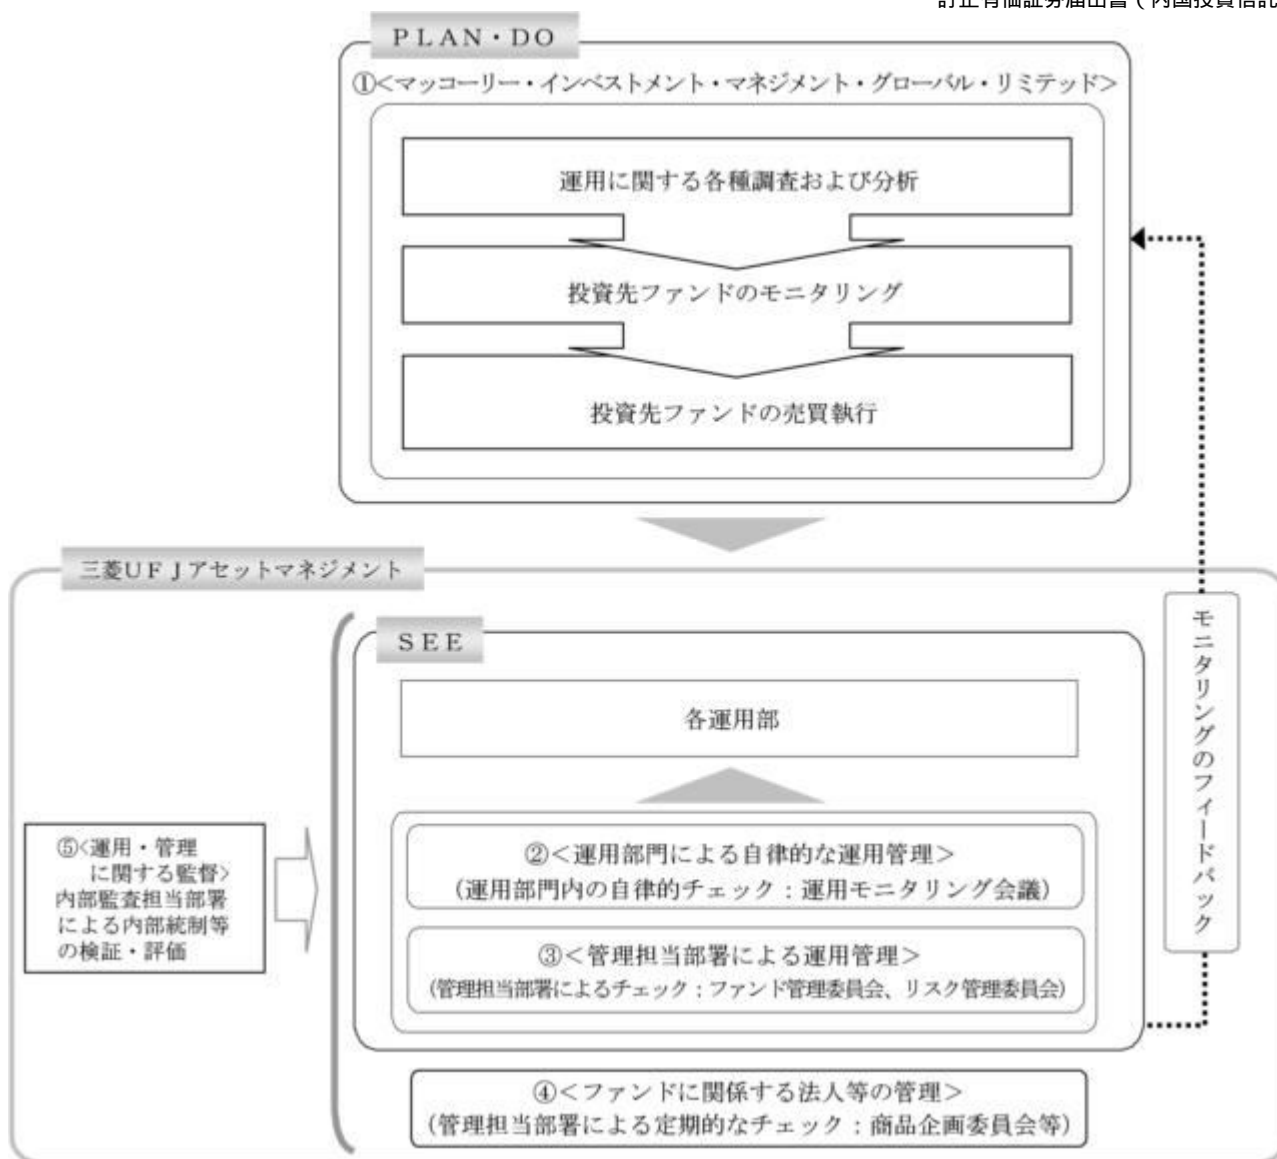 訂正有価証券届出書（内国投資信託
ＰＬＡＮ・ＤＯ
①＜マッコーリー・インベストメント・マネジメント・グローバル・リミテッド＞
運用に関する各種調査および分析
投資先ファンドのモニタリング
投資先ファンドの売買執行
三菱ＵＦＪアセットマネジメント
ＳＥＥ
各運用部
②＜運用部門による自律的な運用管理＞
（運用部門内の自律的チェック：運用モニタリング会議）
③＜管理担当部署による運用管理＞
（管理担当部署によるチェック：ファンド管理委員会、リスク管理委員会）
④＜ファンドに関係する法人等の管理＞
（管理担当部署による定期的なチェック：商品企画委員会等）
⑤＜運用・管理
に関する監督＞
内部監査担当部署
による内部統制等
の検証・評価
モニタリングのフィードバック